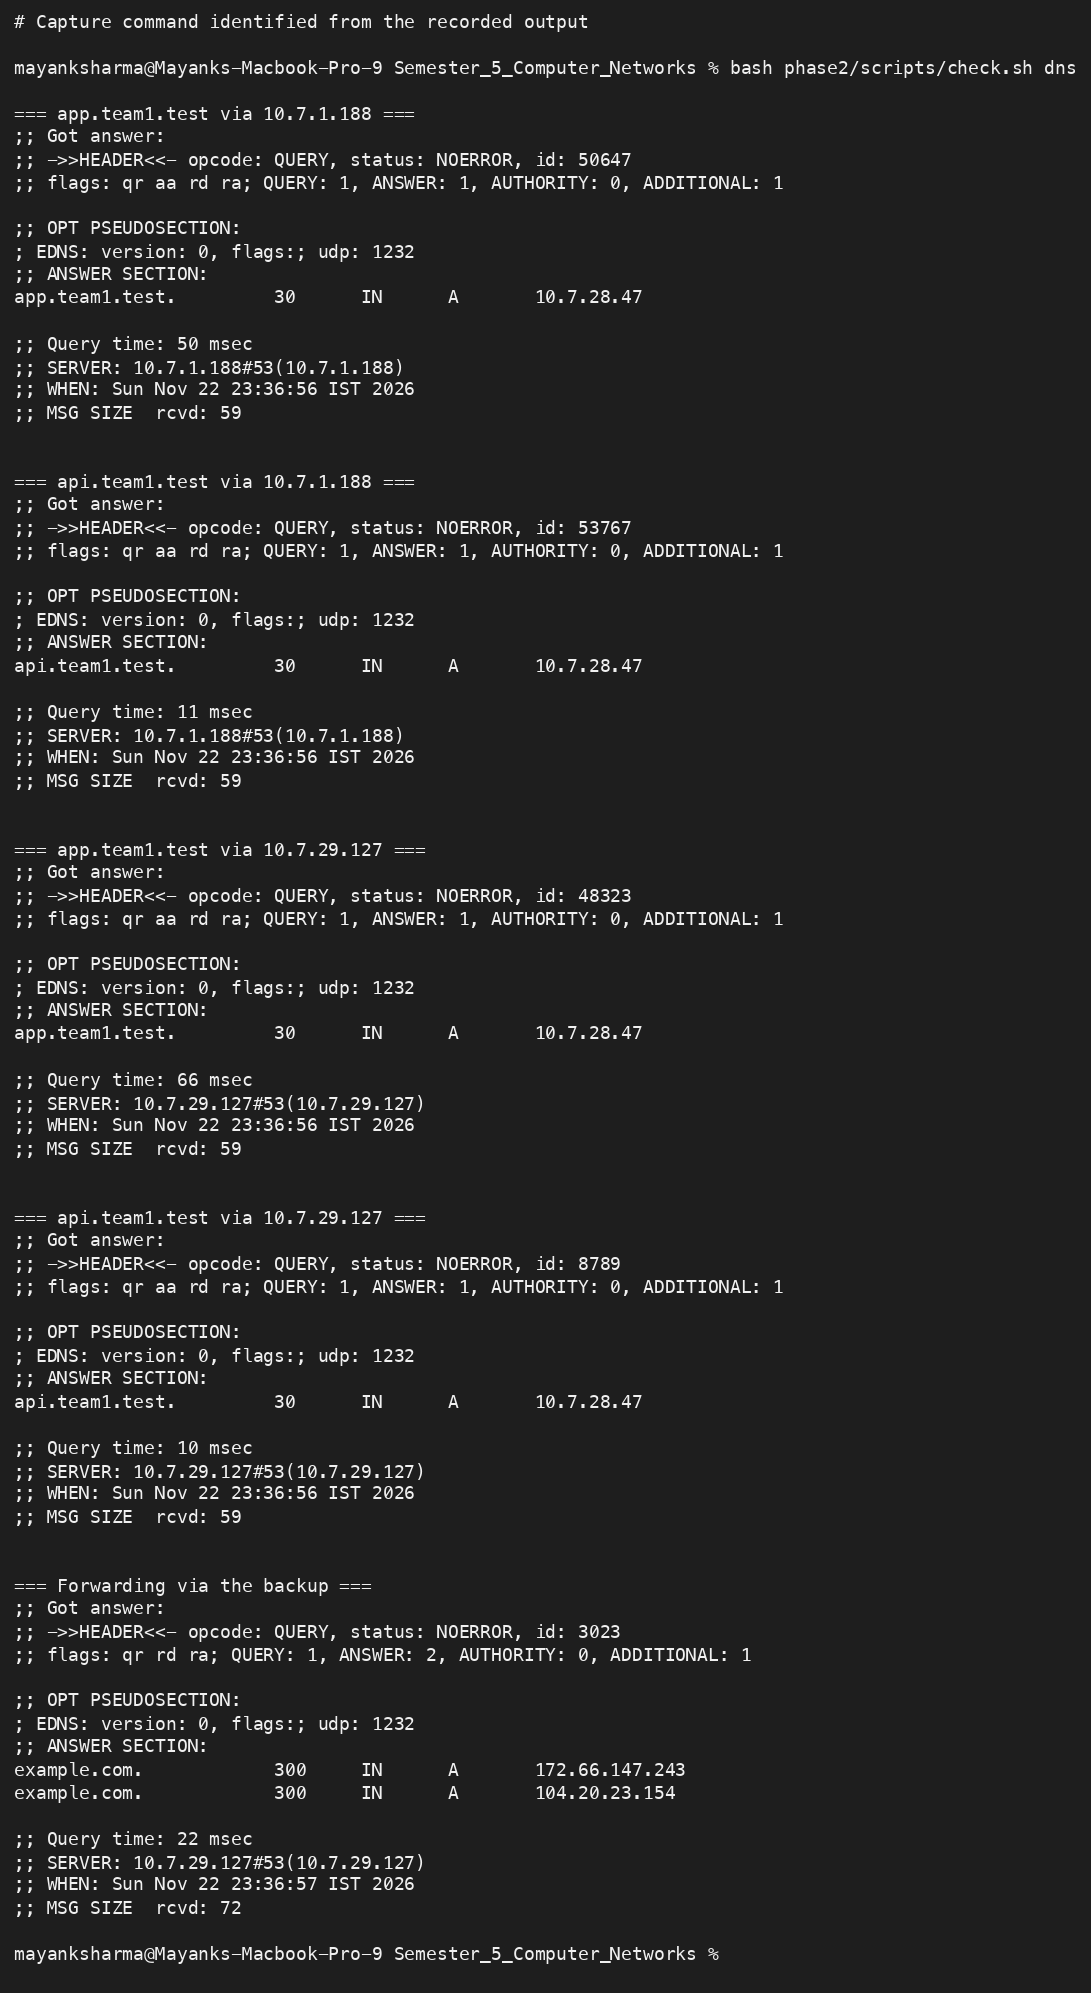 # Capture command identified from the recorded output
mayanksharma@Mayanks-Macbook-Pro-9 Semester_5_Computer_Networks % bash phase2/scripts/check.sh dns
=== app.team1.test via 10.7.1.188 ===
;; Got answer:
;; ->>HEADER<<- opcode: QUERY, status: NOERROR, id: 50647
;; flags: qr aa rd ra; QUERY: 1, ANSWER: 1, AUTHORITY: 0, ADDITIONAL: 1
;; OPT PSEUDOSECTION:
; EDNS: version: 0, flags:; udp: 1232
;; ANSWER SECTION:
app.team1.test.         30      IN      A       10.7.28.47
;; Query time: 50 msec
;; SERVER: 10.7.1.188#53(10.7.1.188)
;; WHEN: Sun Nov 22 23:36:56 IST 2026
;; MSG SIZE  rcvd: 59
=== api.team1.test via 10.7.1.188 ===
;; Got answer:
;; ->>HEADER<<- opcode: QUERY, status: NOERROR, id: 53767
;; flags: qr aa rd ra; QUERY: 1, ANSWER: 1, AUTHORITY: 0, ADDITIONAL: 1
;; OPT PSEUDOSECTION:
; EDNS: version: 0, flags:; udp: 1232
;; ANSWER SECTION:
api.team1.test.         30      IN      A       10.7.28.47
;; Query time: 11 msec
;; SERVER: 10.7.1.188#53(10.7.1.188)
;; WHEN: Sun Nov 22 23:36:56 IST 2026
;; MSG SIZE  rcvd: 59
=== app.team1.test via 10.7.29.127 ===
;; Got answer:
;; ->>HEADER<<- opcode: QUERY, status: NOERROR, id: 48323
;; flags: qr aa rd ra; QUERY: 1, ANSWER: 1, AUTHORITY: 0, ADDITIONAL: 1
;; OPT PSEUDOSECTION:
; EDNS: version: 0, flags:; udp: 1232
;; ANSWER SECTION:
app.team1.test.         30      IN      A       10.7.28.47
;; Query time: 66 msec
;; SERVER: 10.7.29.127#53(10.7.29.127)
;; WHEN: Sun Nov 22 23:36:56 IST 2026
;; MSG SIZE  rcvd: 59
=== api.team1.test via 10.7.29.127 ===
;; Got answer:
;; ->>HEADER<<- opcode: QUERY, status: NOERROR, id: 8789
;; flags: qr aa rd ra; QUERY: 1, ANSWER: 1, AUTHORITY: 0, ADDITIONAL: 1
;; OPT PSEUDOSECTION:
; EDNS: version: 0, flags:; udp: 1232
;; ANSWER SECTION:
api.team1.test.         30      IN      A       10.7.28.47
;; Query time: 10 msec
;; SERVER: 10.7.29.127#53(10.7.29.127)
;; WHEN: Sun Nov 22 23:36:56 IST 2026
;; MSG SIZE  rcvd: 59
=== Forwarding via the backup ===
;; Got answer:
;; ->>HEADER<<- opcode: QUERY, status: NOERROR, id: 3023
;; flags: qr rd ra; QUERY: 1, ANSWER: 2, AUTHORITY: 0, ADDITIONAL: 1
;; OPT PSEUDOSECTION:
; EDNS: version: 0, flags:; udp: 1232
;; ANSWER SECTION:
example.com.            300     IN      A       172.66.147.243
example.com.            300     IN      A       104.20.23.154
;; Query time: 22 msec
;; SERVER: 10.7.29.127#53(10.7.29.127)
;; WHEN: Sun Nov 22 23:36:57 IST 2026
;; MSG SIZE  rcvd: 72
mayanksharma@Mayanks-Macbook-Pro-9 Semester_5_Computer_Networks %